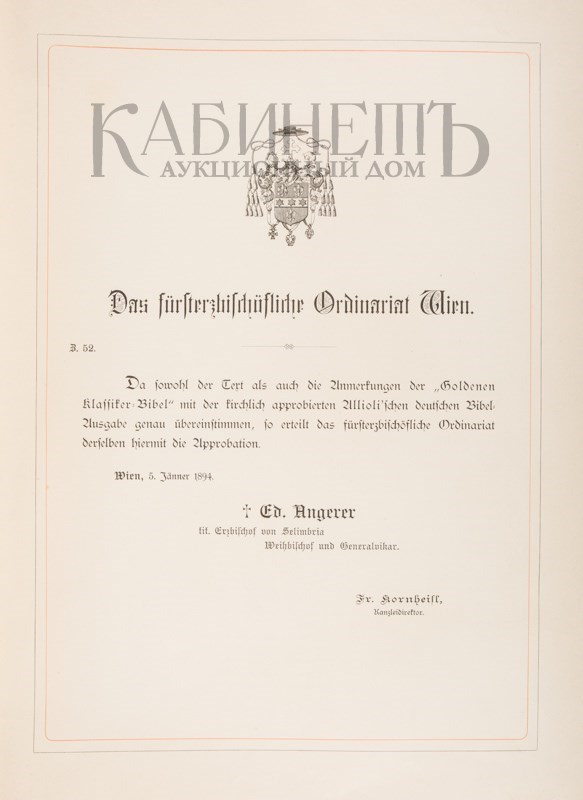 КАБИНЕТЪ
АУКЦИОННЫЙ ДОМ
Das fürsterzbischöfliche Ordinariat Wien.
J. 52.
Da sowohl der Text als auch die Anmerkungen der „Goldenen
Klassiker-Bibel“ mit der kirchlich approbierten Allioli'schen deutschen Bibel-
Ausgabe genau übereinstimmen, so erteilt das fürsterzbischöfliche Ordinariat
derselben hiermit die Approbation.
Wien, 5. Jänner 1894.
† Ed. Angerer
tit. Erzbischof von Selimbria
Weihbischof und Generalvikar.
Fr. Kornheisl,
Kanzleidirektor.